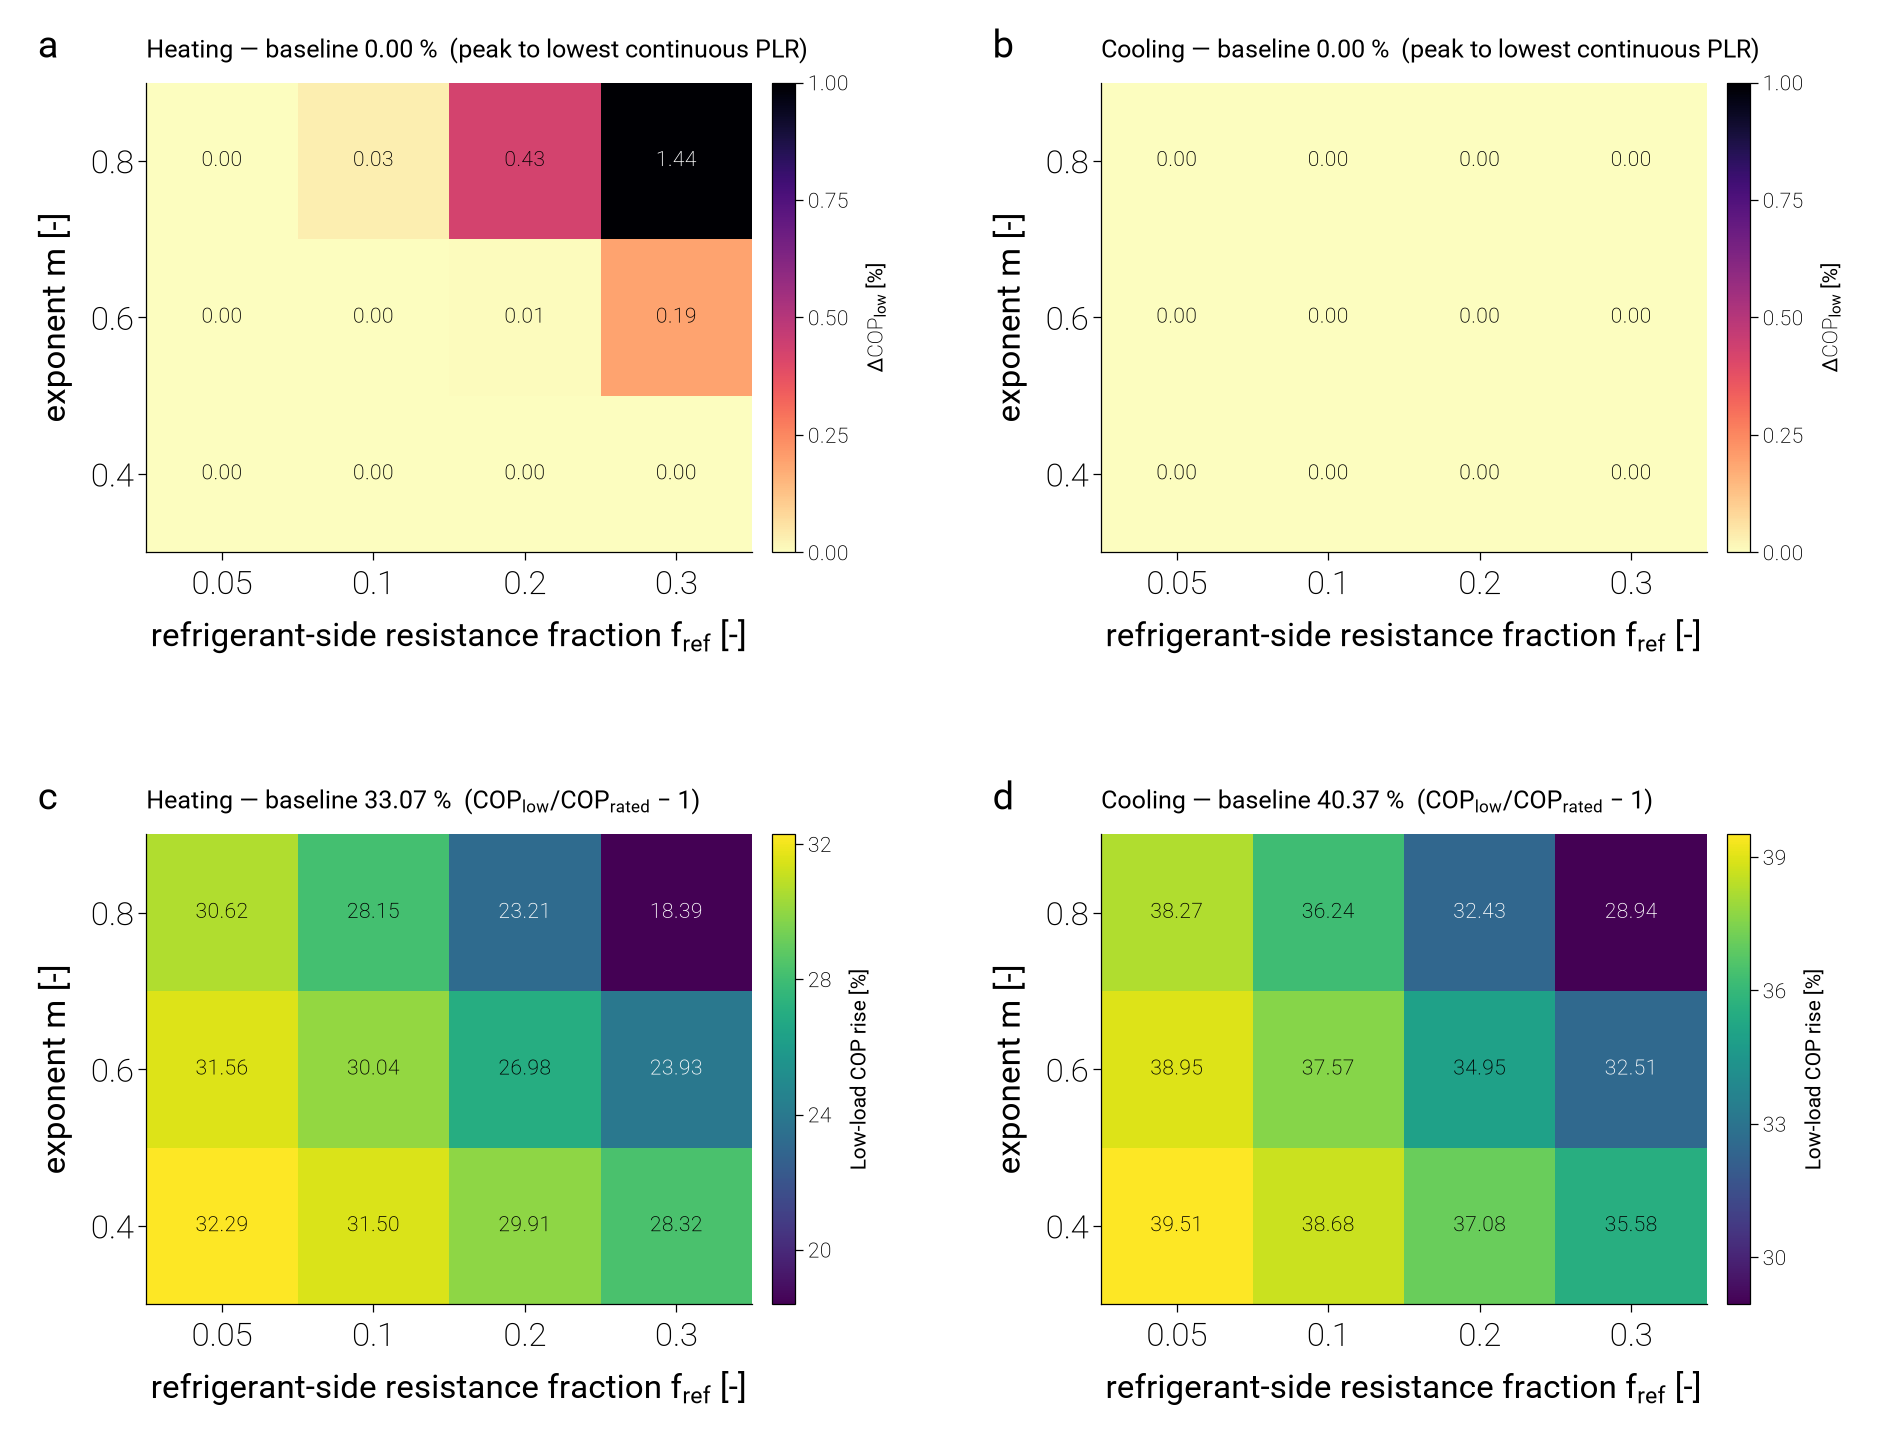 a
Heating — baseline 0.00 % (peak to lowest continuous PLR)
exponent m [-]
0.8
0.6
0.4
0.00 0.03 0.43 1.44
0.00 0.00 0.01 0.19
0.00 0.00 0.00 0.00
0.05 0.1 0.2 0.3
refrigerant-side resistance fraction fref [-]
1.00
0.75
0.50
0.25
0.00
ΔCOPlow [%]
b
Cooling — baseline 0.00 % (peak to lowest continuous PLR)
exponent m [-]
0.8
0.6
0.4
0.00 0.00 0.00 0.00
0.00 0.00 0.00 0.00
0.00 0.00 0.00 0.00
0.05 0.1 0.2 0.3
refrigerant-side resistance fraction fref [-]
1.00
0.75
0.50
0.25
0.00
ΔCOPlow [%]
c
Heating — baseline 33.07 % (COPlow/COPrated − 1)
exponent m [-]
0.8
0.6
0.4
30.62 28.15 23.21 18.39
31.56 30.04 26.98 23.93
32.29 31.50 29.91 28.32
0.05 0.1 0.2 0.3
refrigerant-side resistance fraction fref [-]
32
28
24
20
Low-load COP rise [%]
d
Cooling — baseline 40.37 % (COPlow/COPrated − 1)
exponent m [-]
0.8
0.6
0.4
38.27 36.24 32.43 28.94
38.95 37.57 34.95 32.51
39.51 38.68 37.08 35.58
0.05 0.1 0.2 0.3
refrigerant-side resistance fraction fref [-]
39
36
33
30
Low-load COP rise [%]